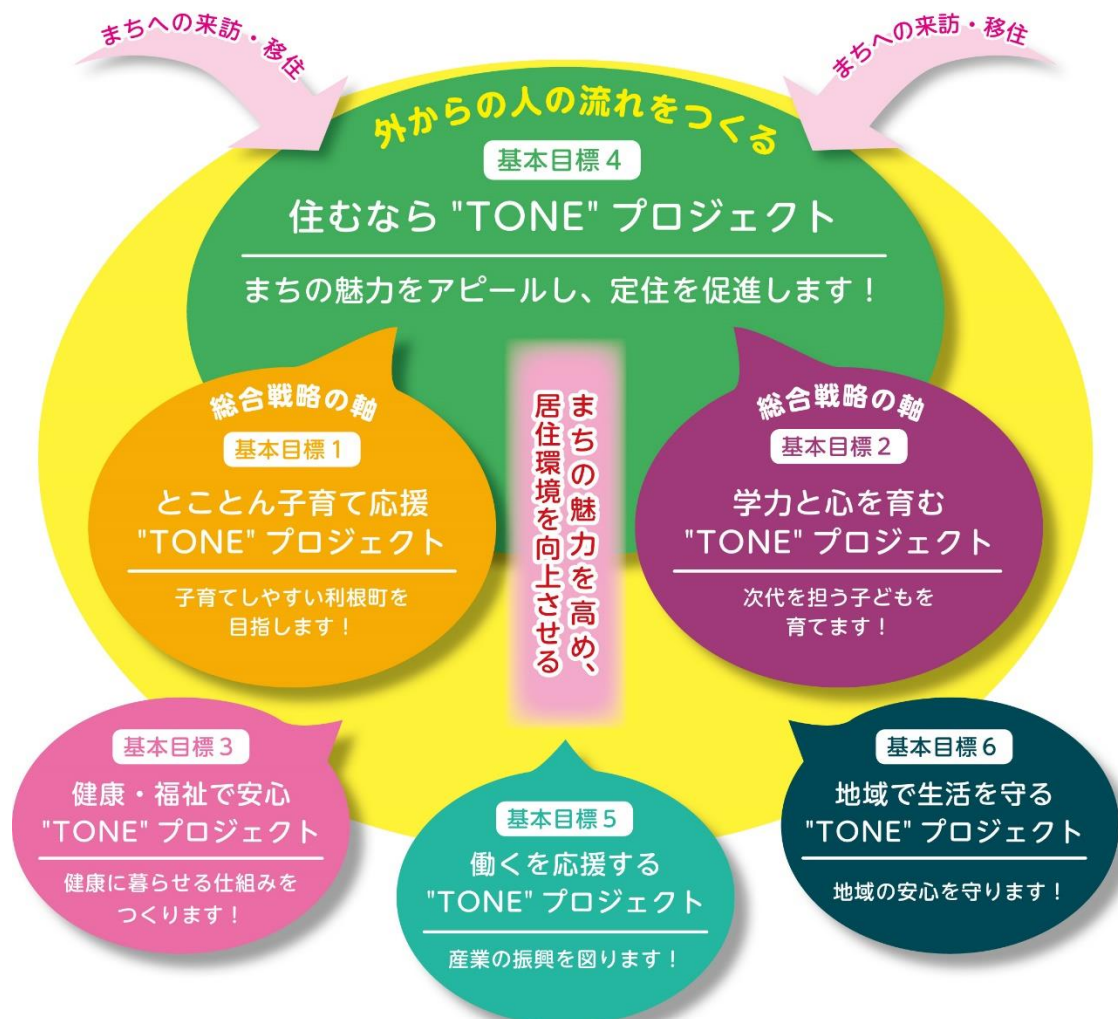 まちへの来訪・移住
まちへの来訪・移住
外からの人の流れをつくる
基本目標4
住むなら "TONE" プロジェクト
まちの魅力をアピールし、定住を促進します！
総合戦略の軸
基本目標1
とことん子育て応援
"TONE" プロジェクト
子育てしやすい利根町を
目指します！
まちの魅力を高め、
居住環境を向上させる
総合戦略の軸
基本目標2
学力と心を育む
"TONE" プロジェクト
次代を担う子どもを
育てます！
基本目標3
健康・福祉で安心
"TONE" プロジェクト
健康に暮らせる仕組みを
つくります！
基本目標5
働くを応援する
"TONE" プロジェクト
産業の振興を図ります！
基本目標6
地域で生活を守る
"TONE" プロジェクト
地域の安心を守ります！